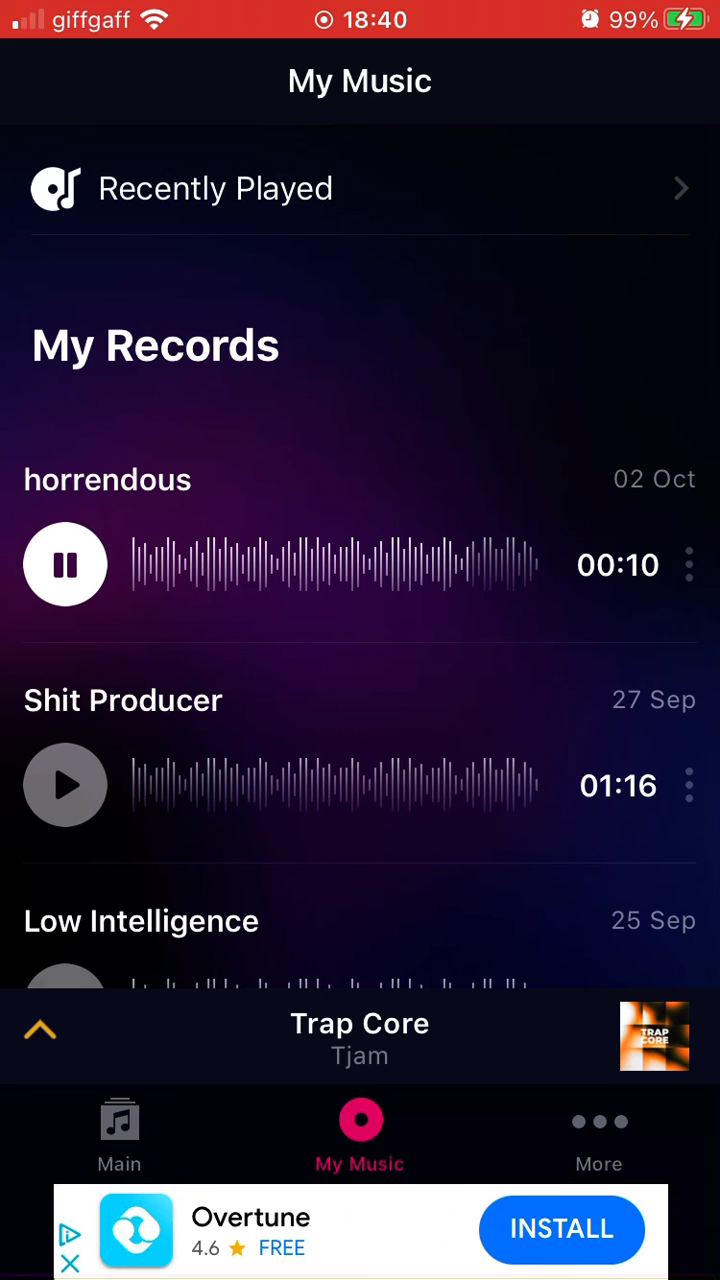 giffgaff 18:40 99%
My Music
Recently Played
My Records
horrendous 02 Oct
00:10
Shit Producer 27 Sep
01:16
Low Intelligence 25 Sep
Trap Core
Tjam
TRAP
CORE
Main My Music More
Overtune
4.6 ★ FREE
INSTALL